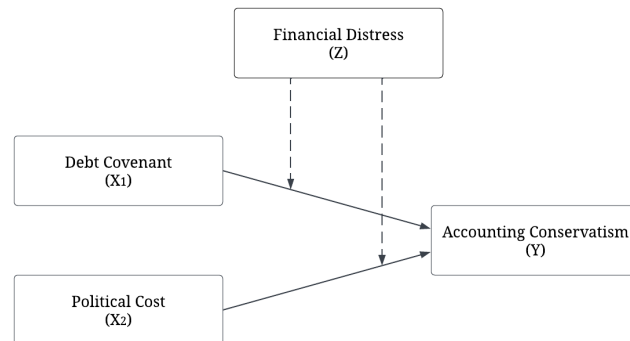 Financial Distress
(Z)
Debt Covenant
(X1)
Accounting Conservatism
(Y)
Political Cost
(X2)